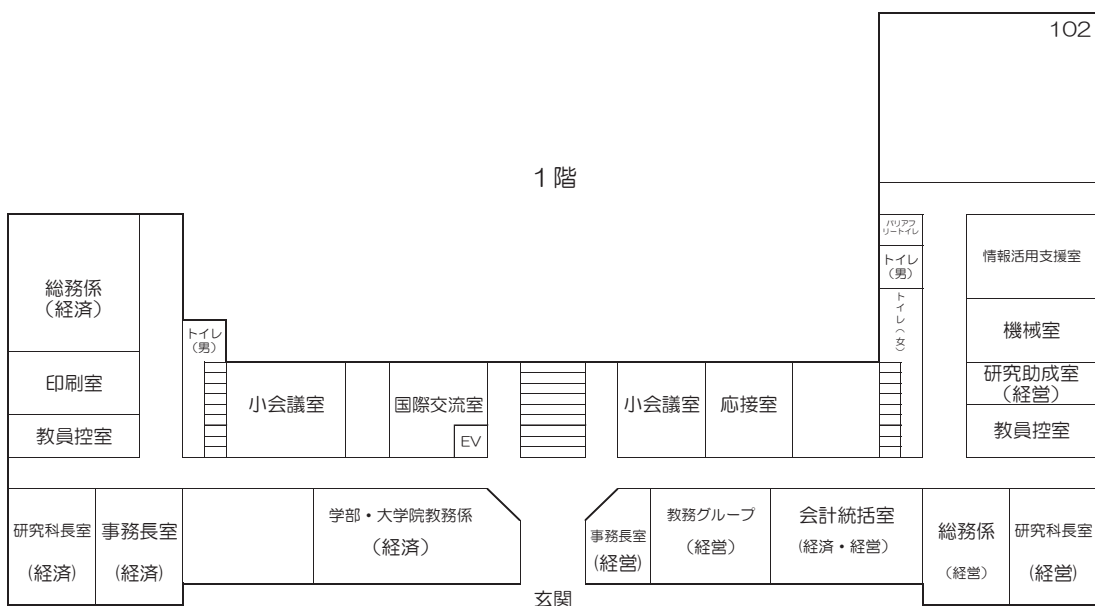 102
1階
バリアフ
リートイレ
トイレ
（男）
トイレ（女）
情報活用支援室
機械室
研究助成室
（経営）
教員控室
総務係
（経済）
印刷室
教員控室
トイレ
（男）
小会議室
国際交流室
EV
小会議室
応接室
研究科長室
（経済）
事務長室
（経済）
学部・大学院教務係
（経済）
事務長室
（経営）
教務グループ
（経営）
会計統括室
（経済・経営）
総務係
（経営）
研究科長室
（経営）
玄関